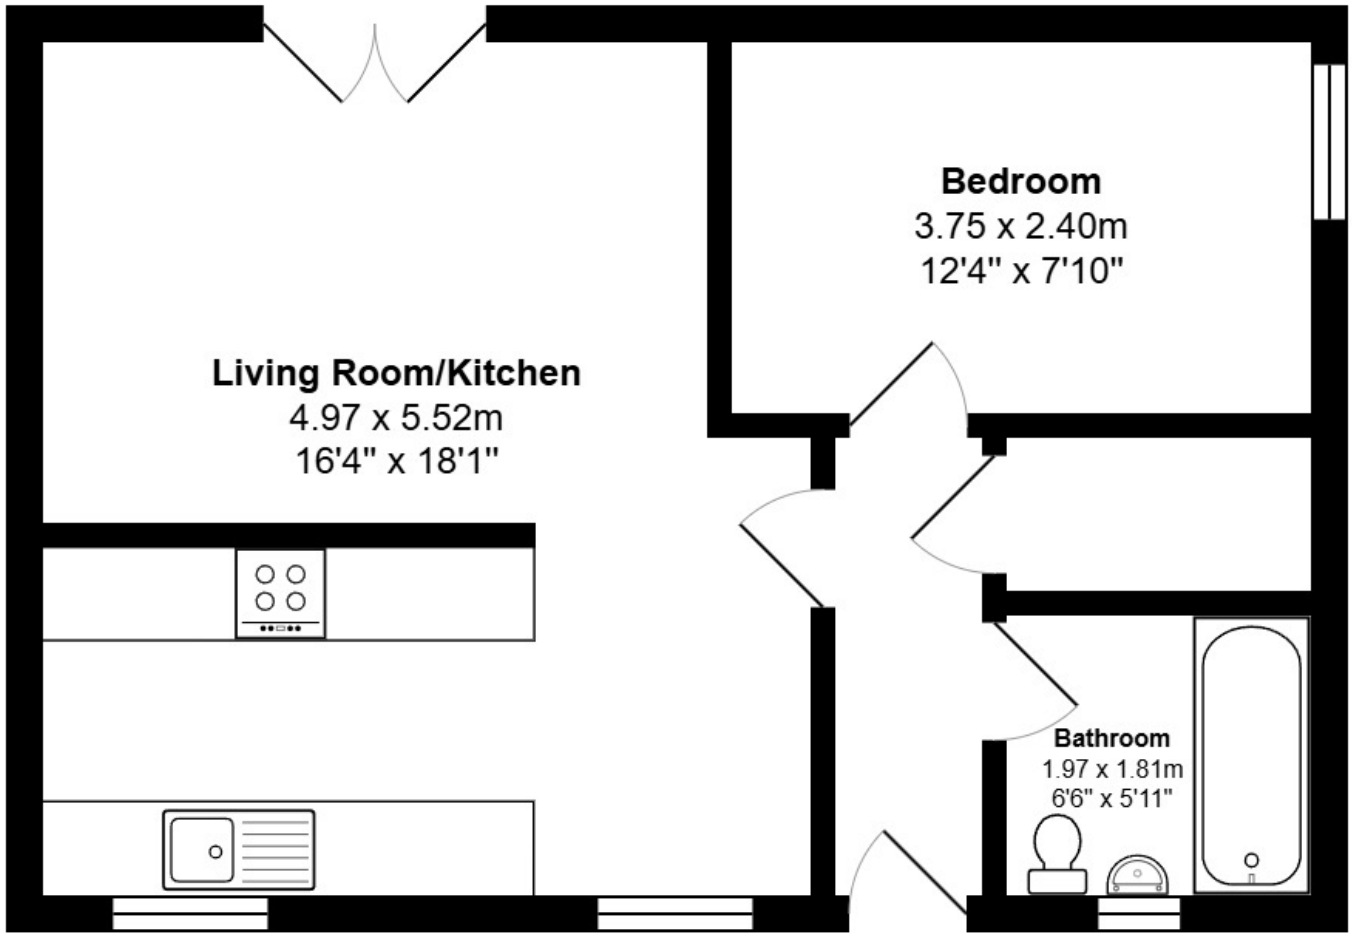 Bedroom
3.75 x 2.40m
12'4" x 7'10"
Living Room/Kitchen
4.97 x 5.52m
16'4" x 18'1"
Bathroom
1.97 x 1.81m
6'6" x 5'11"